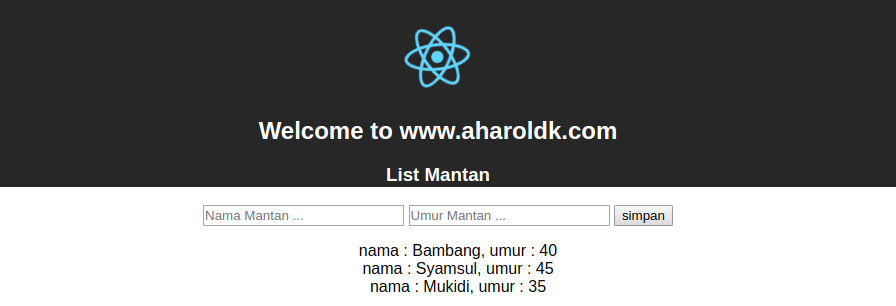 Welcome to www.aharoldk.com
List Mantan
Nama Mantan ... Umur Mantan ... simpan
nama : Bambang, umur : 40
nama : Syamsul, umur : 45
nama : Mukidi, umur : 35